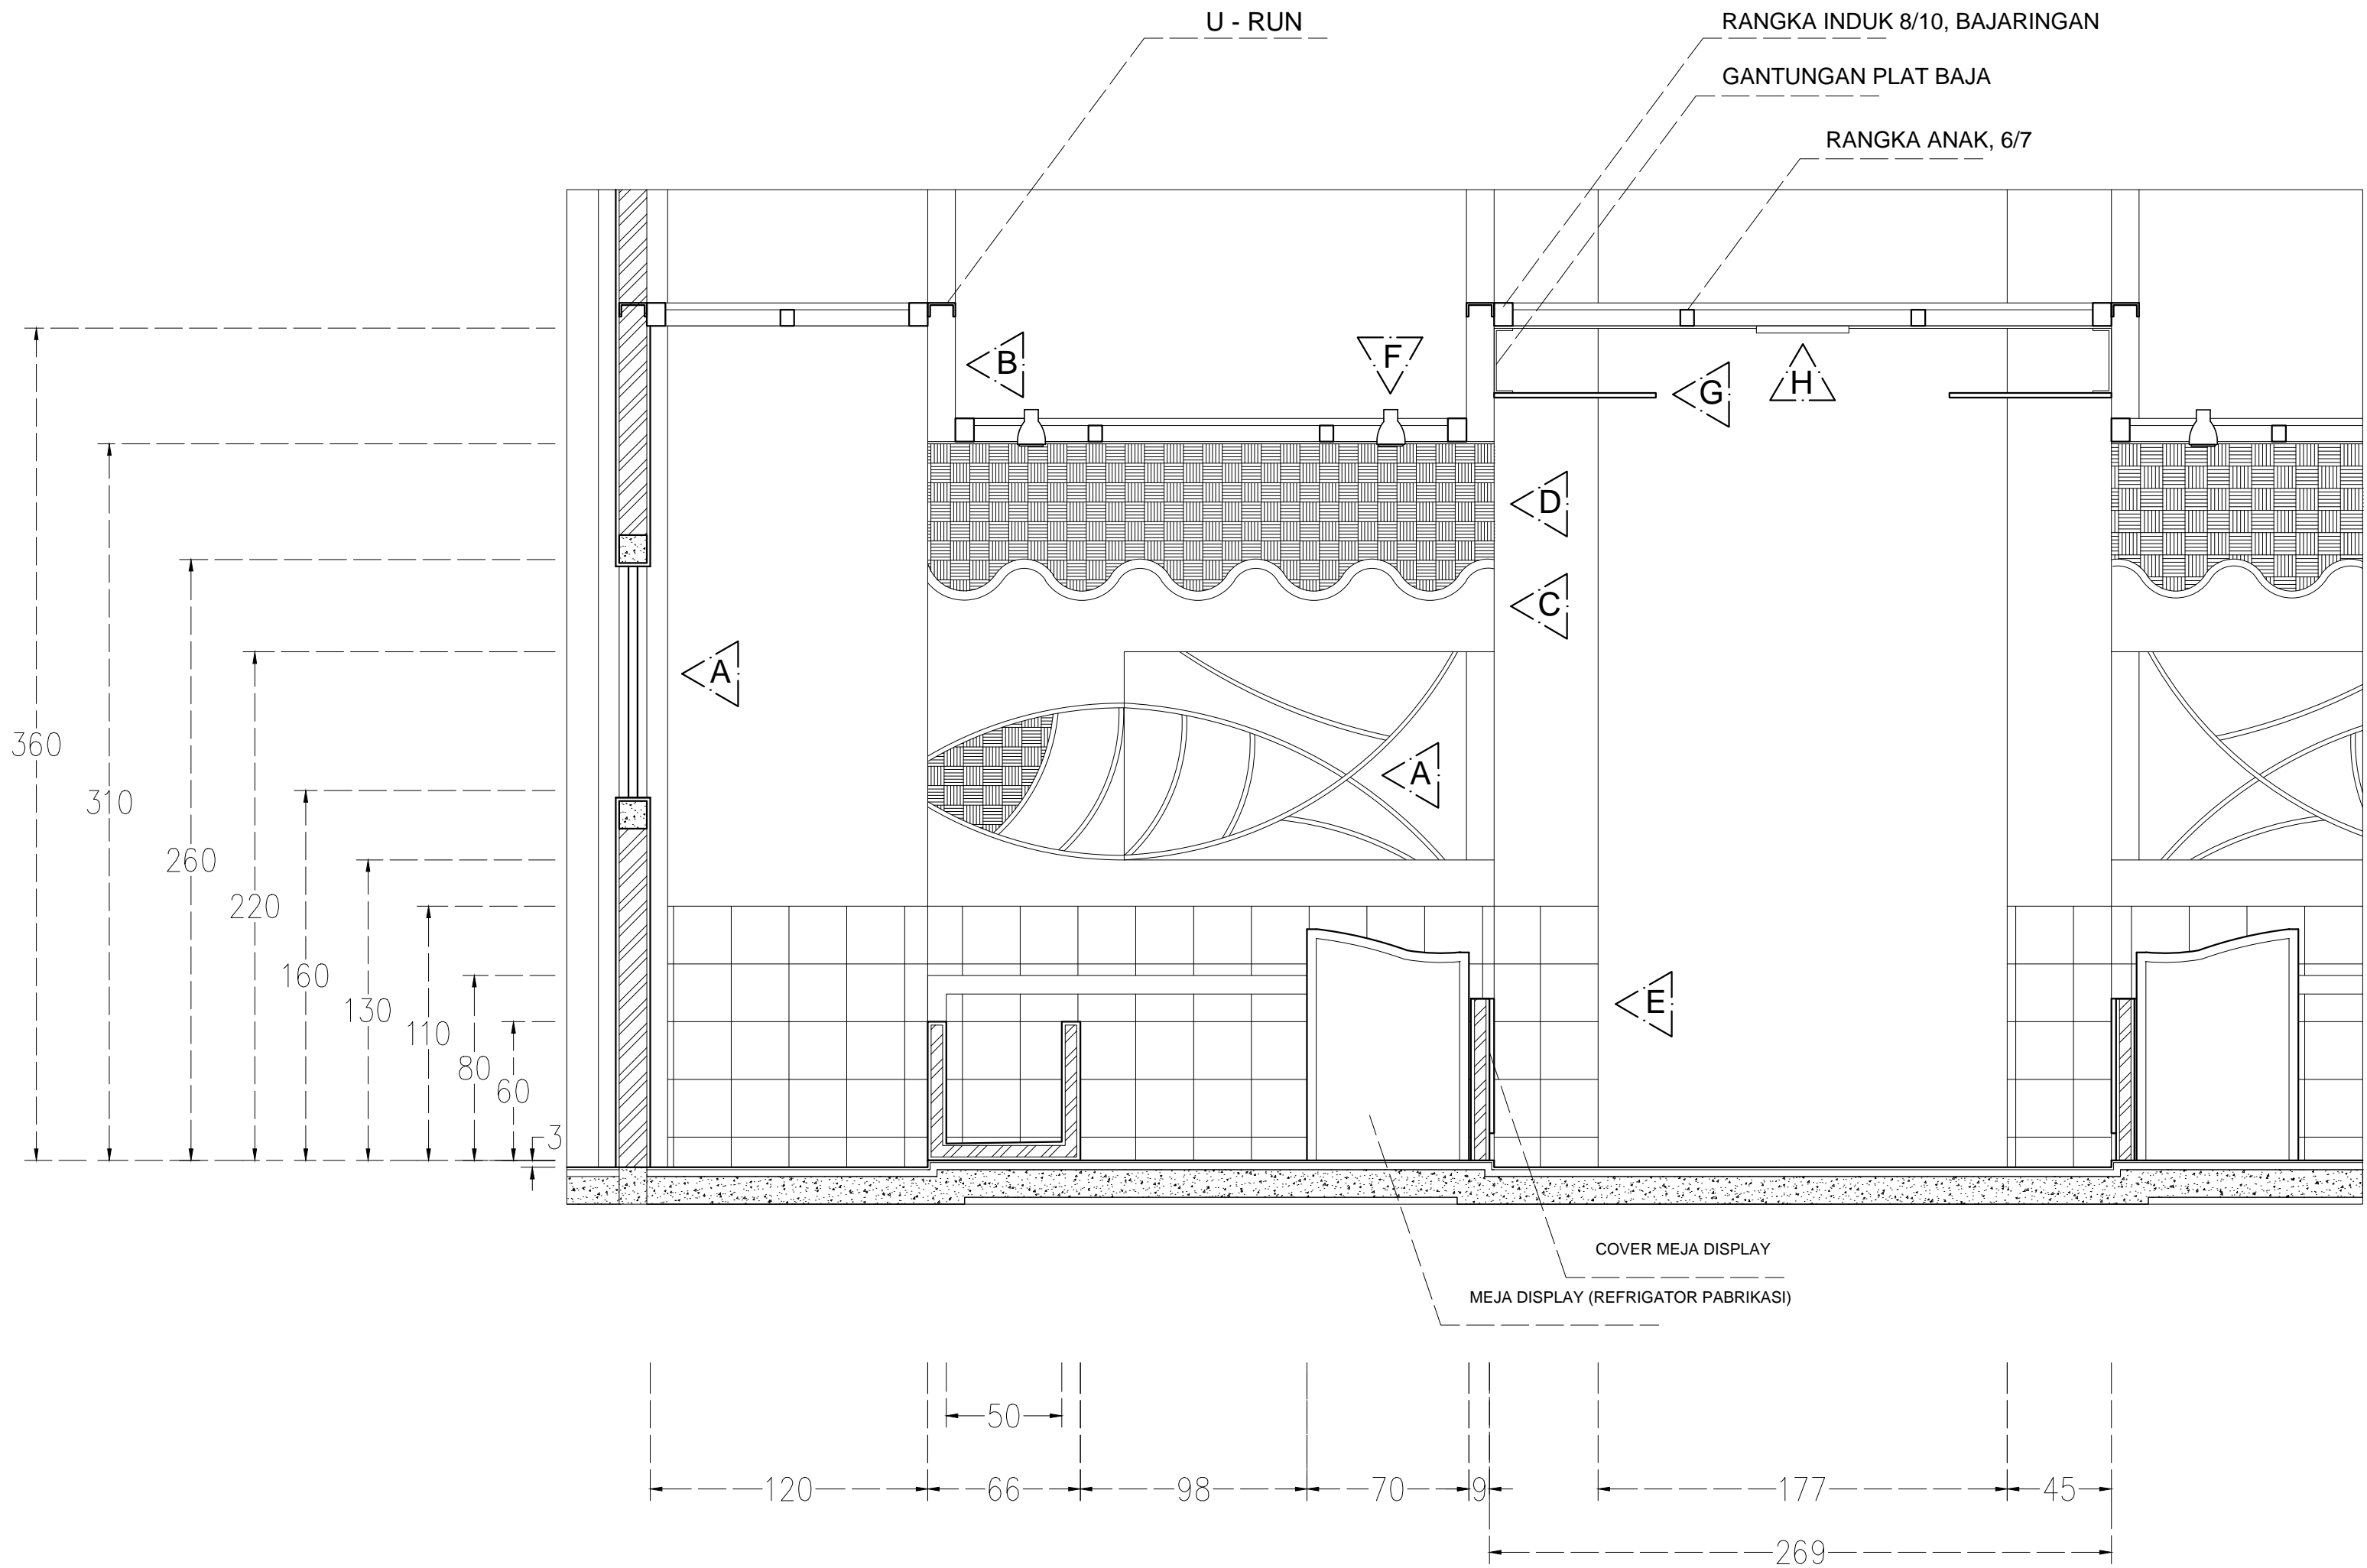 U - RUN
RANGKA INDUK 8/10, BAJARINGAN
GANTUNGAN PLAT BAJA
RANGKA ANAK, 6/7
B
F
G
H
D
C
A
A
E
360
310
260
220
160
130
110
80
60
3
COVER MEJA DISPLAY
MEJA DISPLAY (REFRIGATOR PABRIKASI)
50
120
66
98
70
9
177
45
269